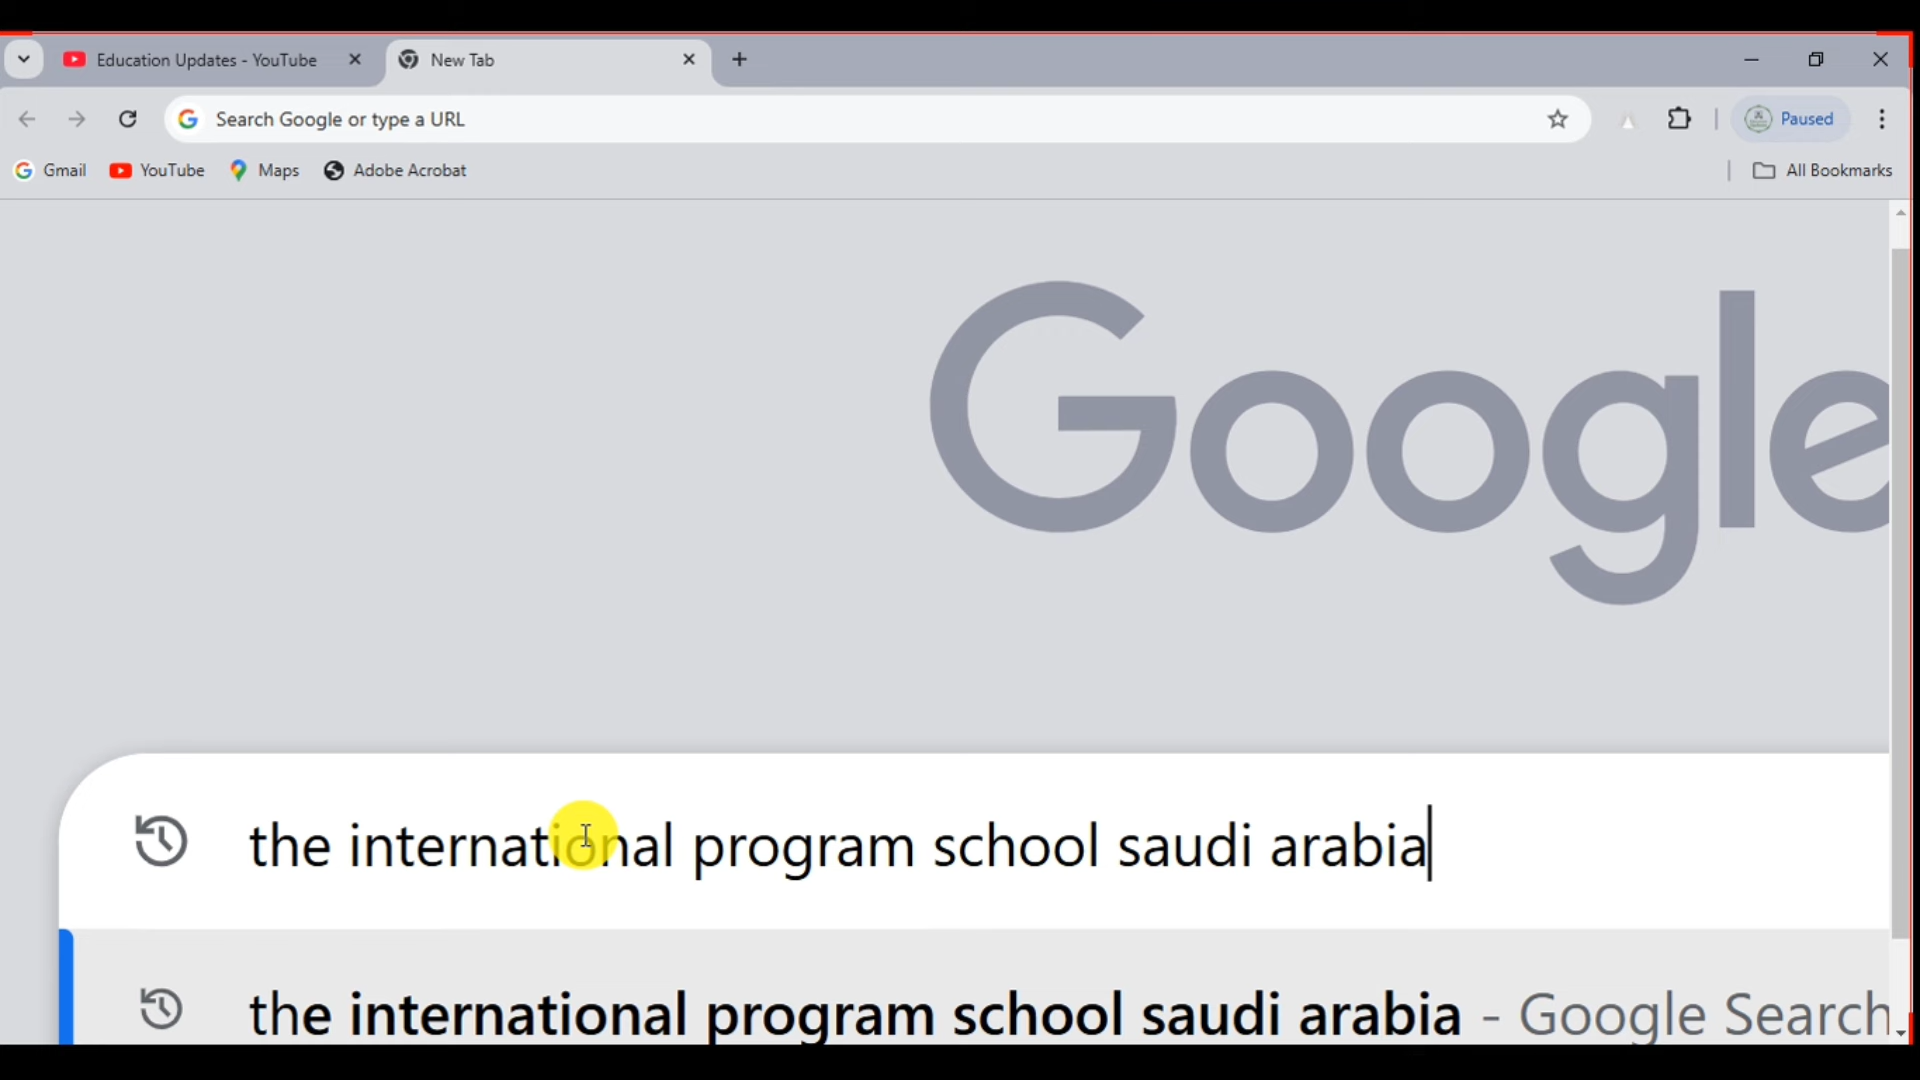 Education Updates - YouTube
New Tab
Search Google or type a URL
Paused
Gmail
YouTube
Maps
Adobe Acrobat
All Bookmarks
Google
the international program school saudi arabia
the international program school saudi arabia - Google Search